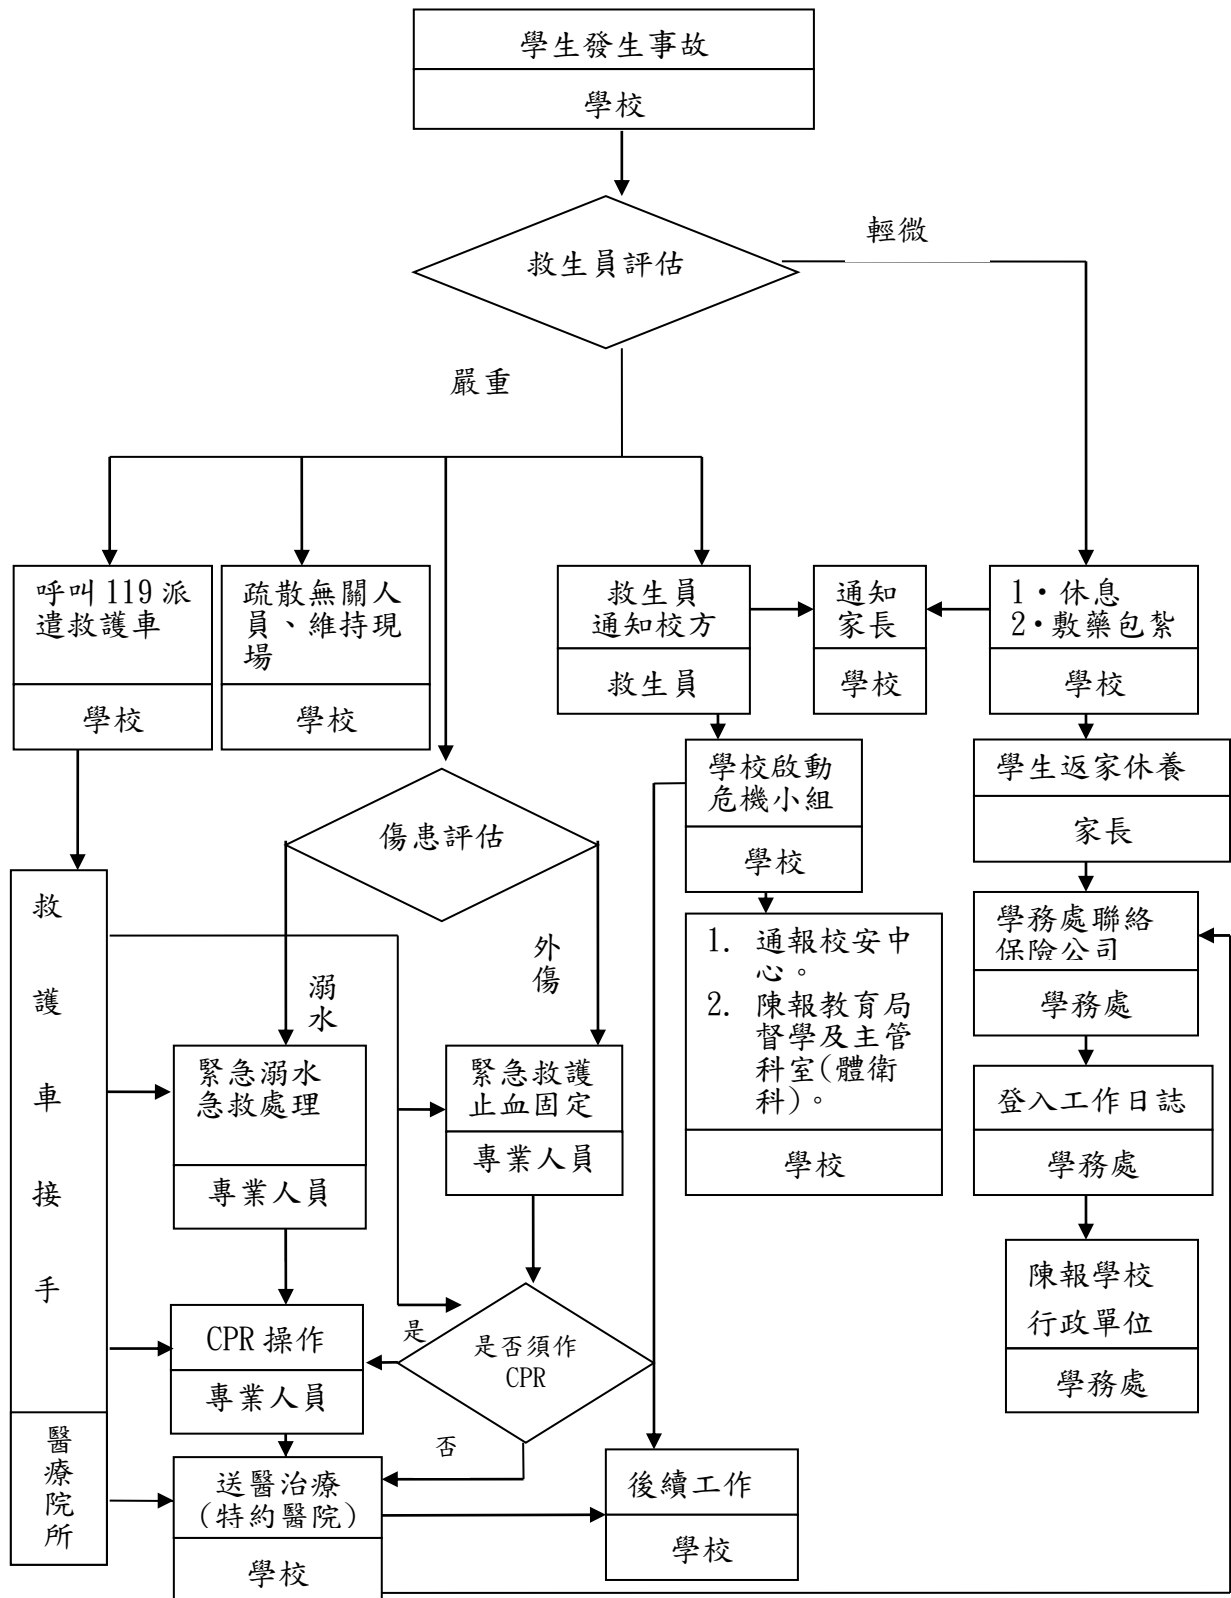 學生發生事故
學校
救生員評估
輕微
嚴重
呼叫119派
遣救護車
學校
疏散無關人
員、維持現
場
學校
救生員
通知校方
救生員
通知
家長
學校
1·休息
2·敷藥包紮
學校
傷患評估
溺水
外傷
學校啟動
危機小組
學校
學生返家休養
家長
救護車接手
醫療院所
1. 通報校安中
心。
2. 陳報教育局
督學及主管
科室(體衛
科)。
學校
學務處聯絡
保險公司
學務處
緊急溺水
急救處理
專業人員
緊急救護
止血固定
專業人員
登入工作日誌
學務處
CPR操作
專業人員
是
是否須作
CPR
否
陳報學校
行政單位
學務處
送醫治療
(特約醫院)
學校
後續工作
學校